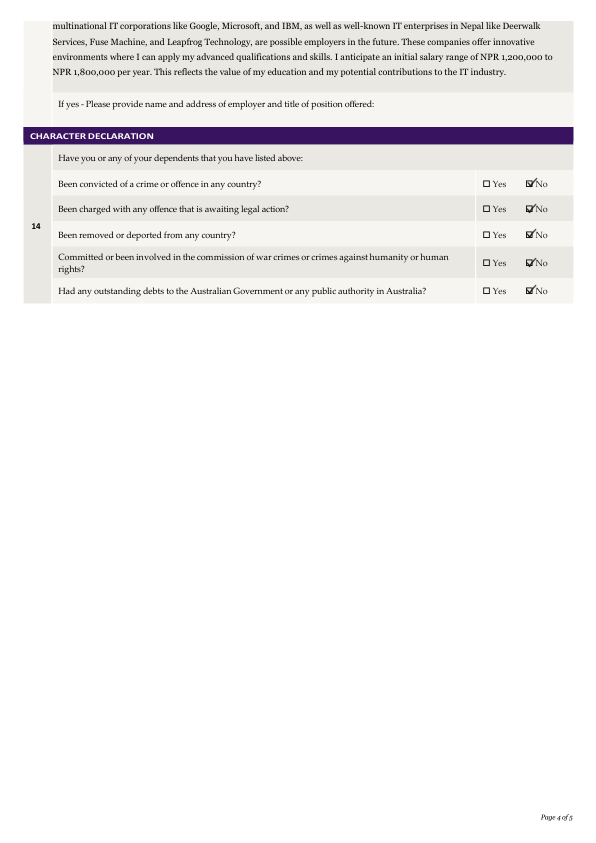 multinational IT corporations like Google, Microsoft, and IBM, as well as well-known IT enterprises in Nepal like Deerwalk
Services, Fuse Machine, and Leapfrog Technology, are possible employers in the future. These companies offer innovative
environments where I can apply my advanced qualifications and skills. I anticipate an initial salary range of NPR 1,200,000 to
NPR 1,800,000 per year. This reflects the value of my education and my potential contributions to the IT industry.
If yes - Please provide name and address of employer and title of position offered:
CHARACTER DECLARATION
14
Have you or any of your dependents that you have listed above:
Been convicted of a crime or offence in any country? ☐ Yes ☑ No
Been charged with any offence that is awaiting legal action? ☐ Yes ☑ No
Been removed or deported from any country? ☐ Yes ☑ No
Committed or been involved in the commission of war crimes or crimes against humanity or human
rights? ☐ Yes ☑ No
Had any outstanding debts to the Australian Government or any public authority in Australia? ☐ Yes ☑ No
Page 4 of 5